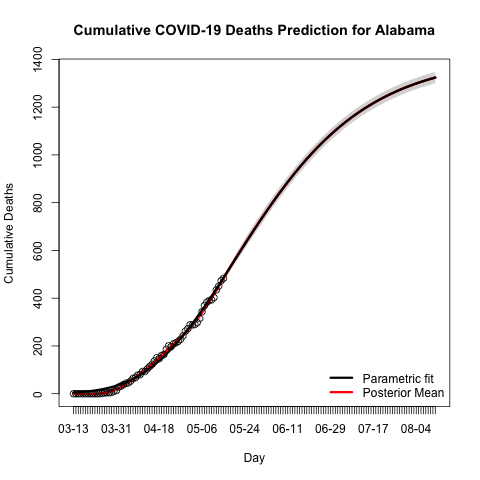 Cumulative COVID-19 Deaths Prediction for Alabama
Cumulative Deaths
1400
1200
1000
800
600
400
200
0
Parametric fit
Posterior Mean
03-13 03-31 04-18 05-06 05-24 06-11 06-29 07-17 08-04
Day